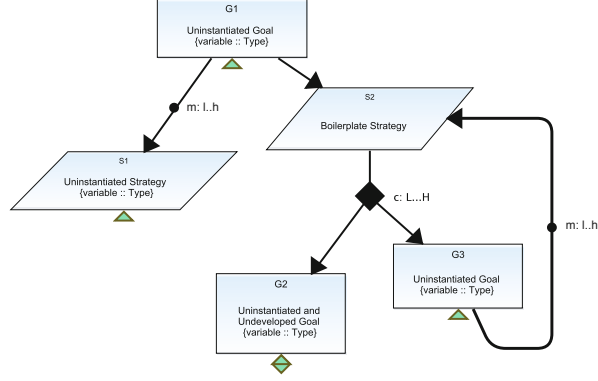 G1
Uninstantiated Goal
{variable :: Type}
m: l..h
S2
Boilerplate Strategy
S1
Uninstantiated Strategy
{variable :: Type}
c: L...H
m: l..h
G3
Uninstantiated Goal
{variable :: Type}
G2
Uninstantiated and
Undeveloped Goal
{variable :: Type}